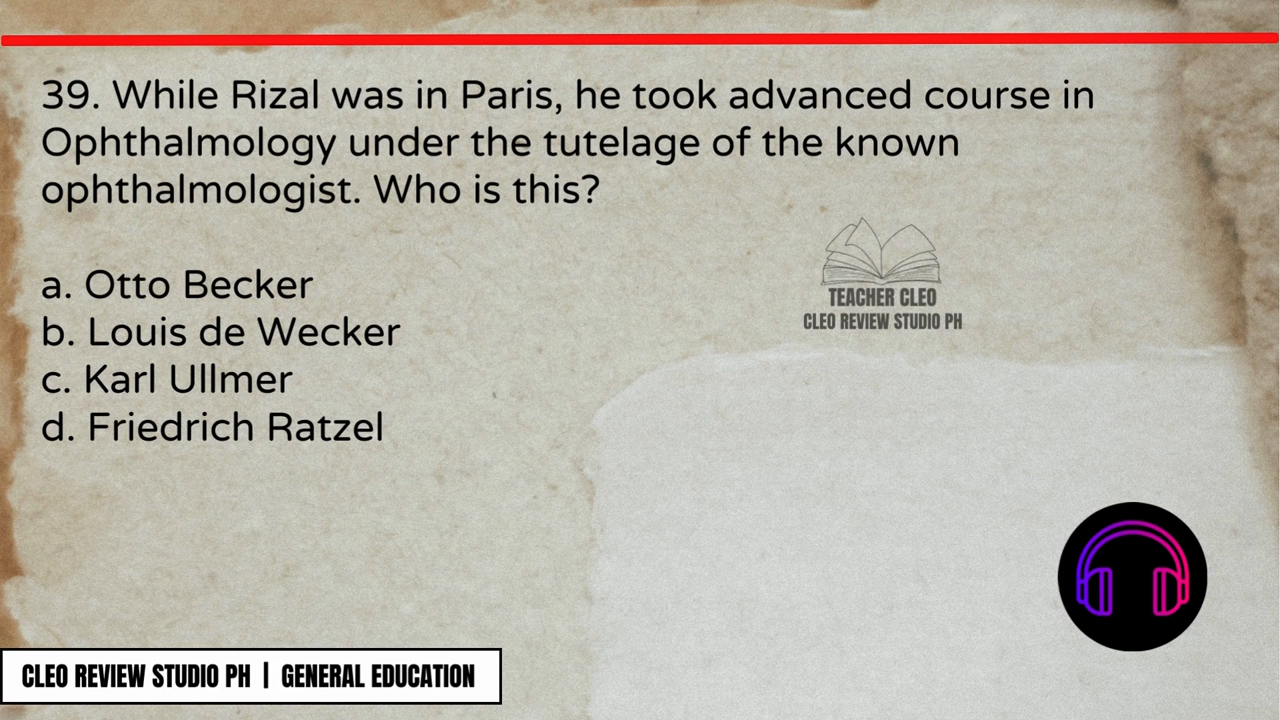 39. While Rizal was in Paris, he took advanced course in
Ophthalmology under the tutelage of the known
ophthalmologist. Who is this?
a. Otto Becker
b. Louis de Wecker
c. Karl Ullmer
d. Friedrich Ratzel
TEACHER CLEO
CLEO REVIEW STUDIO PH
CLEO REVIEW STUDIO PH | GENERAL EDUCATION